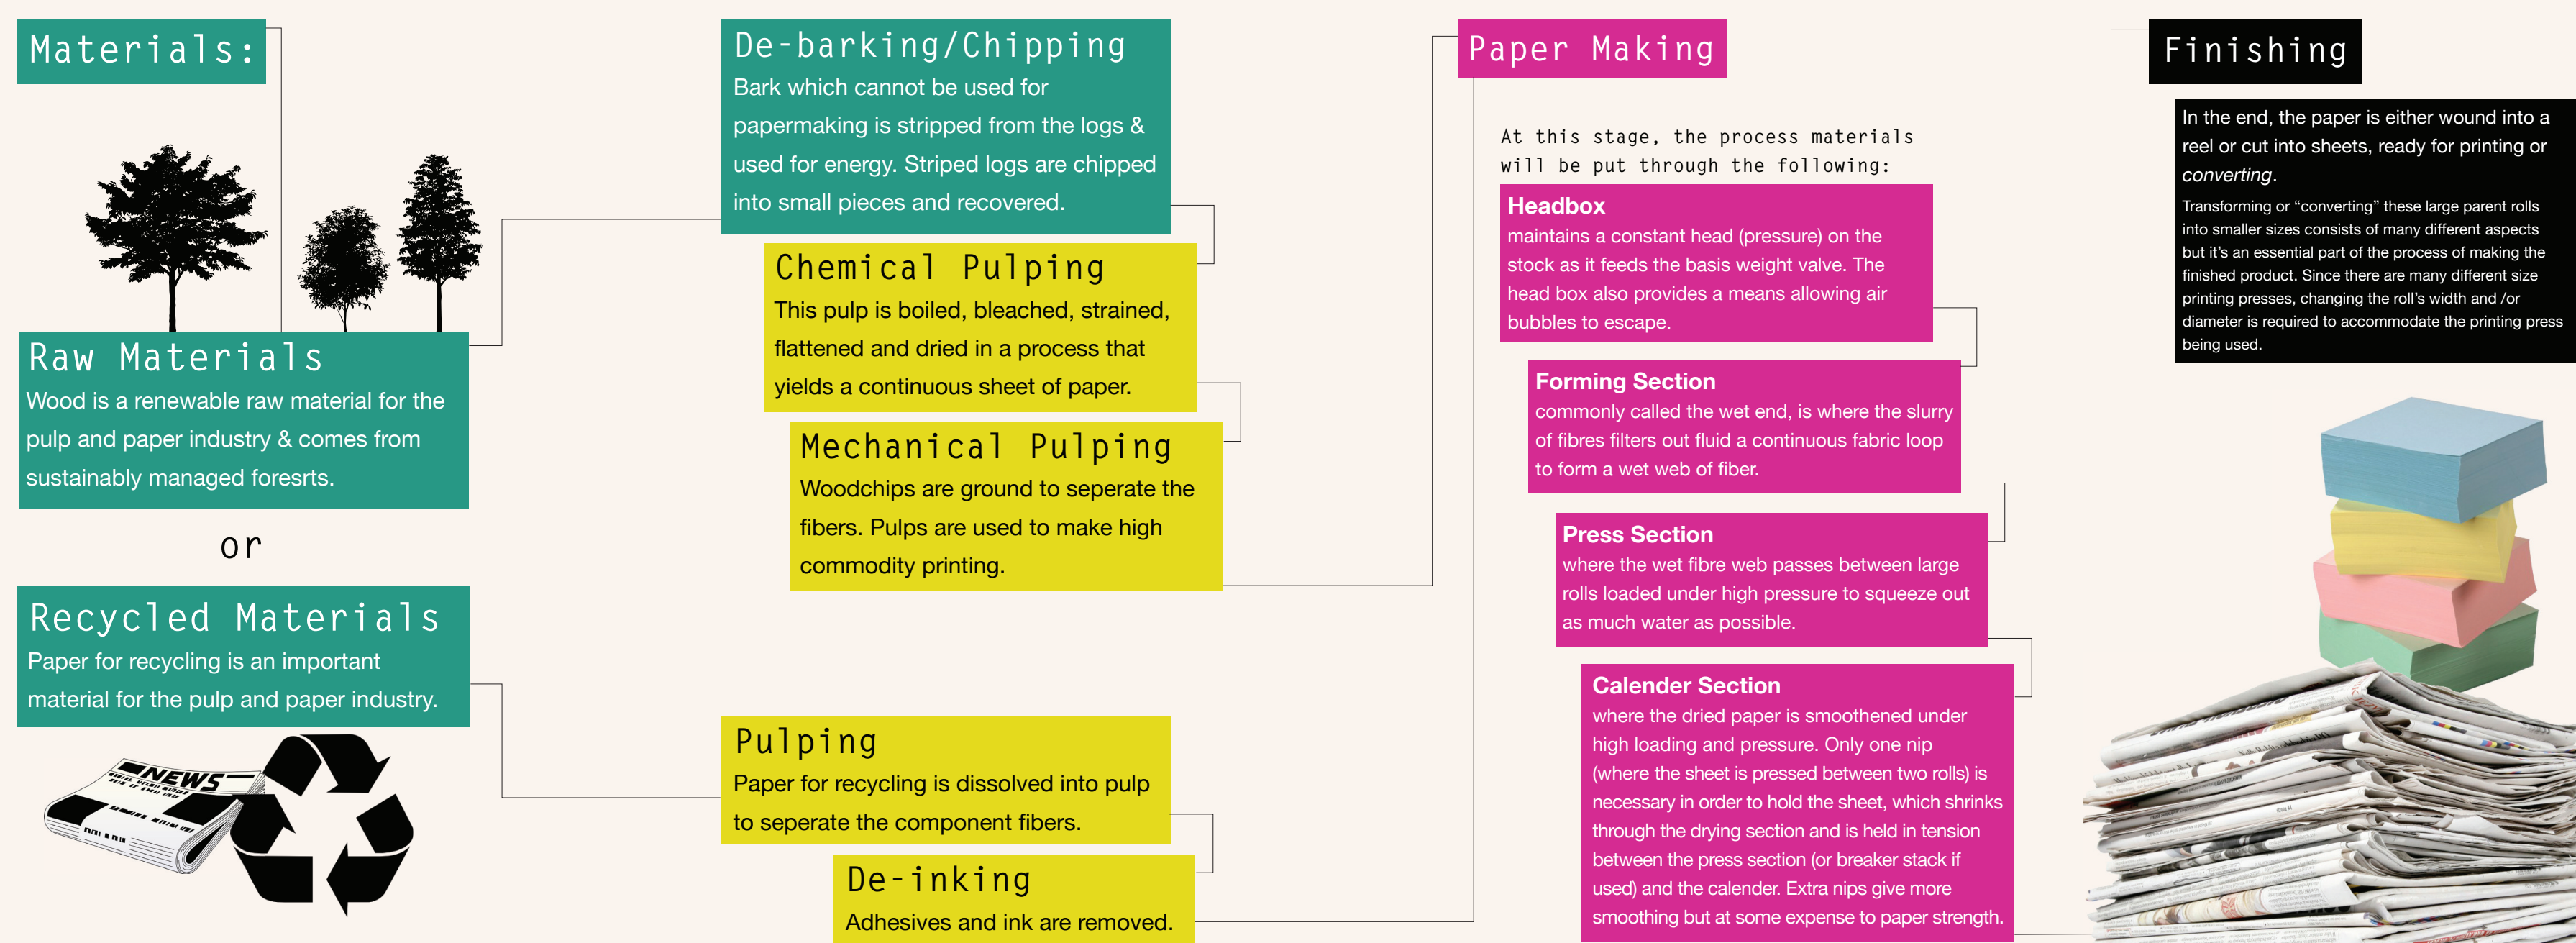 Materials:
Raw Materials
Wood is a renewable raw material for the
pulp and paper industry & comes from
sustainably managed foresrts.
or
Recycled Materials
Paper for recycling is an important
material for the pulp and paper industry.
NEWS
De-barking/Chipping
Bark which cannot be used for
papermaking is stripped from the logs &
used for energy. Striped logs are chipped
into small pieces and recovered.
Chemical Pulping
This pulp is boiled, bleached, strained,
flattened and dried in a process that
yields a continuous sheet of paper.
Mechanical Pulping
Woodchips are ground to seperate the
fibers. Pulps are used to make high
commodity printing.
Pulping
Paper for recycling is dissolved into pulp
to seperate the component fibers.
De-inking
Adhesives and ink are removed.
Paper Making
At this stage, the process materials
will be put through the following:
Headbox
maintains a constant head (pressure) on the
stock as it feeds the basis weight valve. The
head box also provides a means allowing air
bubbles to escape.
Forming Section
commonly called the wet end, is where the slurry
of fibres filters out fluid a continuous fabric loop
to form a wet web of fiber.
Press Section
where the wet fibre web passes between large
rolls loaded under high pressure to squeeze out
as much water as possible.
Calender Section
where the dried paper is smoothened under
high loading and pressure. Only one nip
(where the sheet is pressed between two rolls) is
necessary in order to hold the sheet, which shrinks
through the drying section and is held in tension
between the press section (or breaker stack if
used) and the calender. Extra nips give more
smoothing but at some expense to paper strength.
Finishing
In the end, the paper is either wound into a
reel or cut into sheets, ready for printing or
converting.
Transforming or “converting” these large parent rolls
into smaller sizes consists of many different aspects
but it’s an essential part of the process of making the
finished product. Since there are many different size
printing presses, changing the roll’s width and /or
diameter is required to accommodate the printing press
being used.